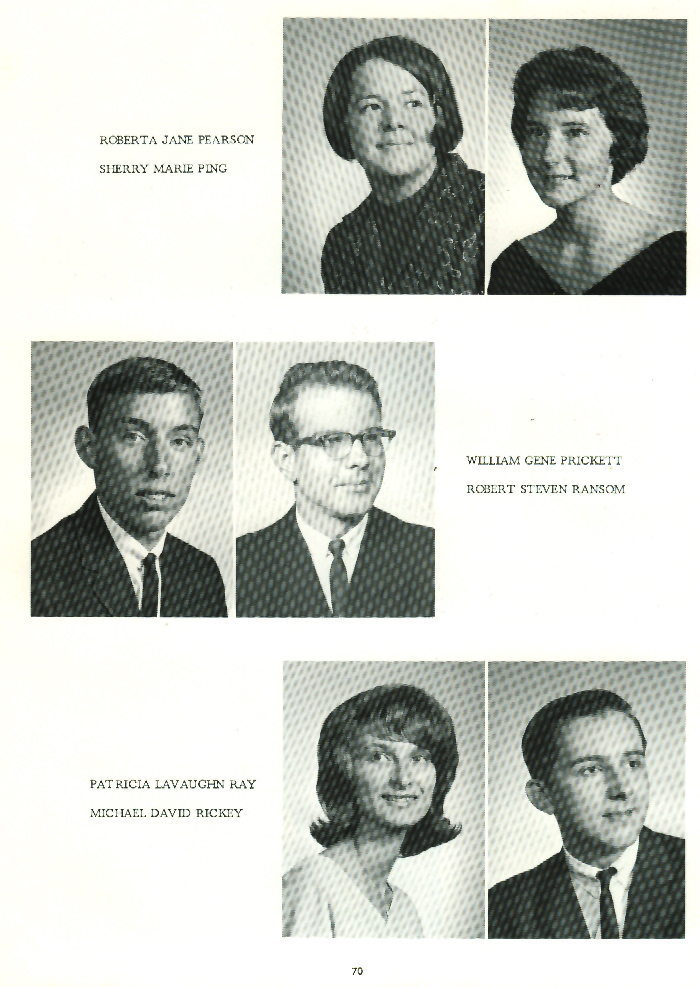 ROBERTA JANE PEARSON
SHERRY MARIE PING
WILLIAM GENE PRICKETT
ROBERT STEVEN RANSOM
PATRICIA LAVAUGHN RAY
MICHAEL DAVID RICKEY
70